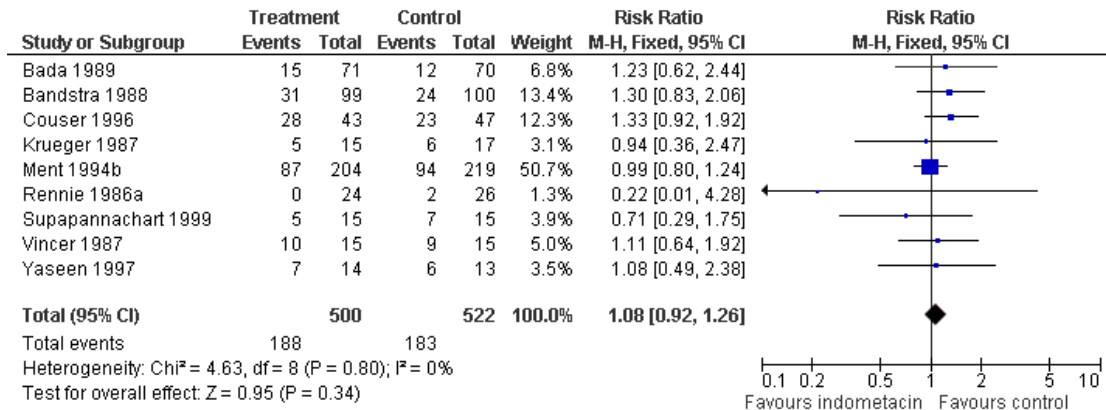 Treatment Control Risk Ratio Risk Ratio
Study or Subgroup Events Total Events Total Weight M-H, Fixed, 95% CI M-H, Fixed, 95% CI
Bada 1989 15 71 12 70 6.8% 1.23 [0.62, 2.44]
Bandstra 1988 31 99 24 100 13.4% 1.30 [0.83, 2.06]
Couser 1996 28 43 23 47 12.3% 1.33 [0.92, 1.92]
Krueger 1987 5 15 6 17 3.1% 0.94 [0.36, 2.47]
Ment 1994b 87 204 94 219 50.7% 0.99 [0.80, 1.24]
Rennie 1986a 0 24 2 26 1.3% 0.22 [0.01, 4.28]
Supapannachart 1999 5 15 7 15 3.9% 0.71 [0.29, 1.75]
Vincer 1987 10 15 9 15 5.0% 1.11 [0.64, 1.92]
Yaseen 1997 7 14 6 13 3.5% 1.08 [0.49, 2.38]
Total (95% CI) 500 522 100.0% 1.08 [0.92, 1.26]
Total events 188 183
Heterogeneity: Chi² = 4.63, df = 8 (P = 0.80); I² = 0%
Test for overall effect: Z = 0.95 (P = 0.34)
0.1 0.2 0.5 1 2 5 10
Favours indometacin Favours control